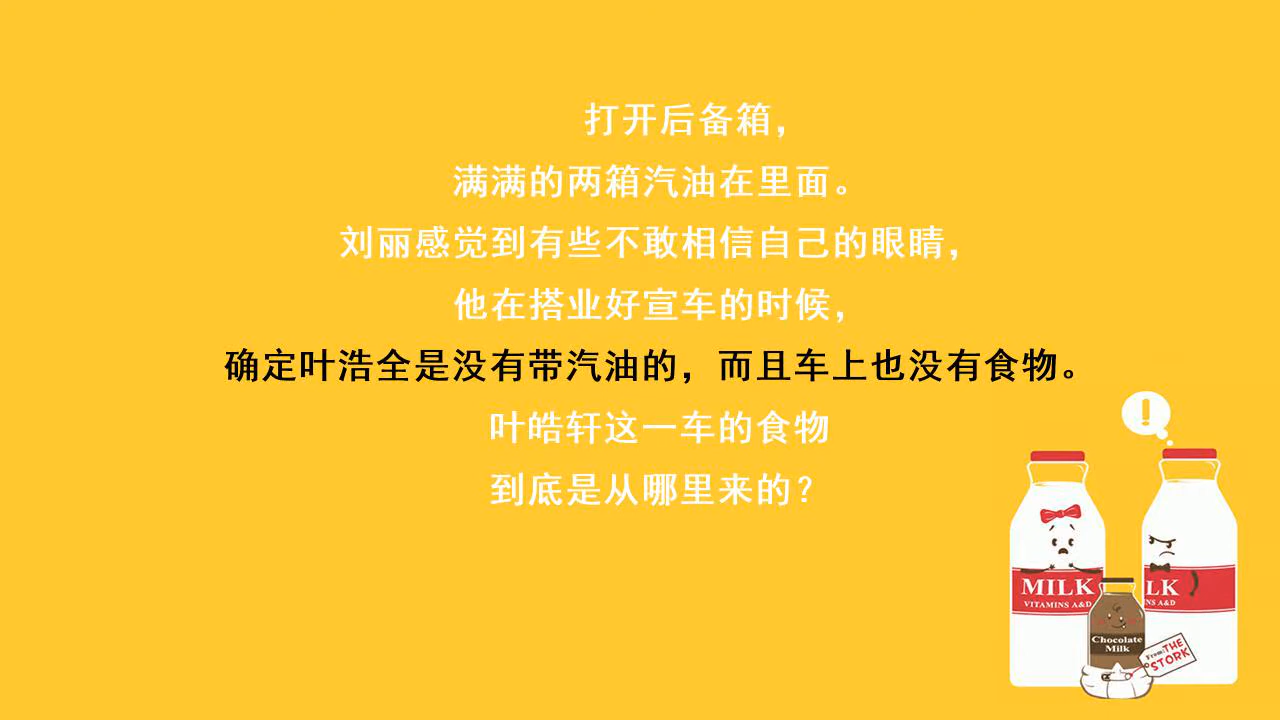 打开后备箱，
满满的两箱汽油在里面。
刘丽感觉到有些不敢相信自己的眼睛，
他在搭业好宣车的时候，
确定叶浩全是没有带汽油的，而且车上也没有食物。
叶皓轩这一车的食物
到底是从哪里来的？
!
MILK
VITAMINS A&D
LK
NS A&D
Chocolate
Milk
From:THE
STORK